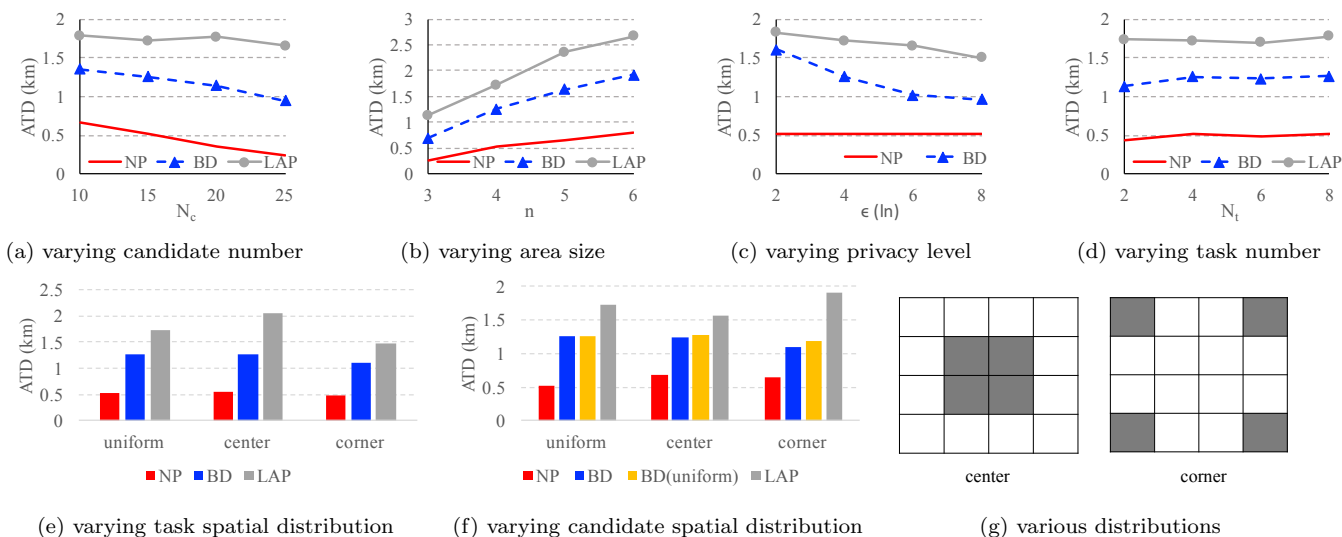 2
1.5
1
0.5
0
ATD (km)
NP BD LAP
10 15 20 25
N_c
(a) varying candidate number
3
2.5
2
1.5
1
0.5
0
ATD (km)
NP BD LAP
3 4 5 6
n
(b) varying area size
2
1.5
1
0.5
0
ATD (km)
NP BD
2 4 6 8
ϵ (ln)
(c) varying privacy level
2
1.5
1
0.5
0
ATD (km)
NP BD LAP
2 4 6 8
N_t
(d) varying task number
2.5
2
1.5
1
0.5
0
ATD (km)
uniform center corner
NP BD LAP
(e) varying task spatial distribution
2
1.5
1
0.5
0
ATD (km)
uniform center corner
NP BD BD(uniform) LAP
(f) varying candidate spatial distribution
center corner
(g) various distributions